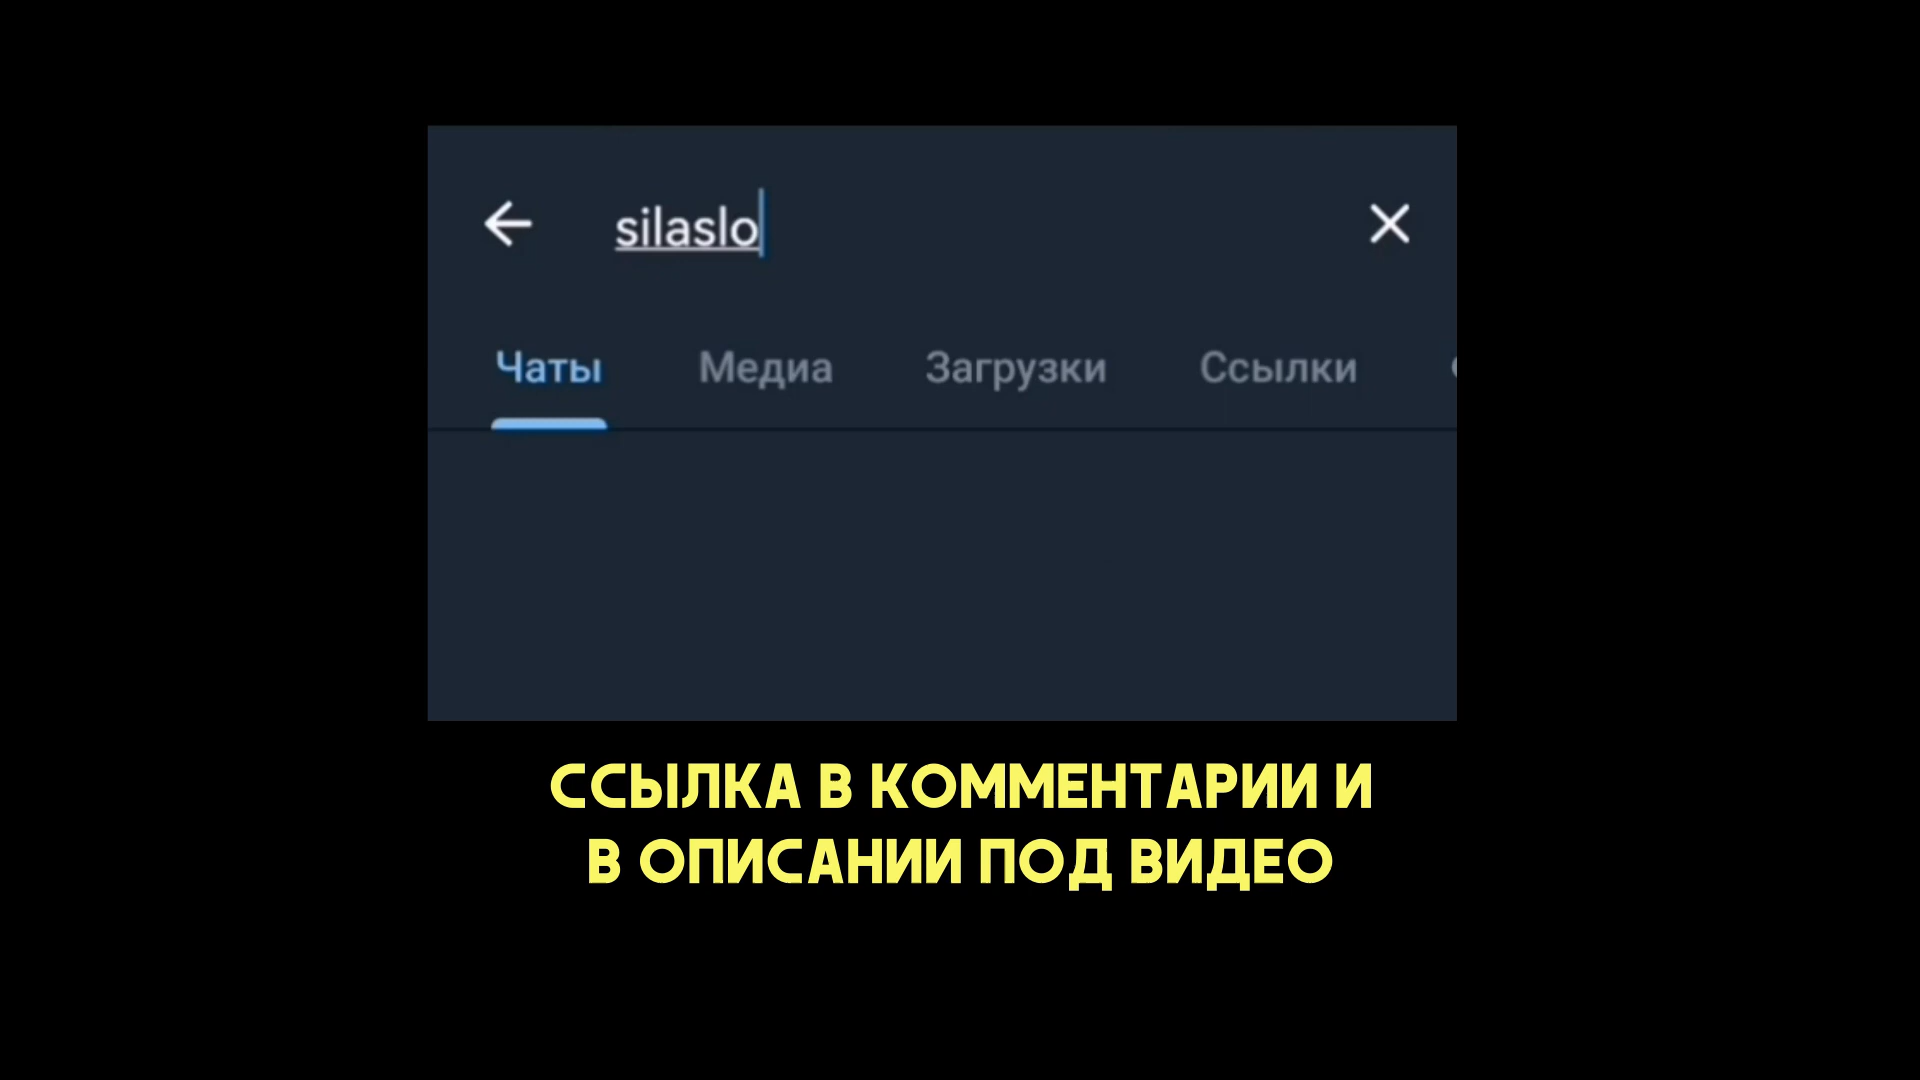 silaslo
Чаты Медиа Загрузки Ссылки
ССЫЛКА В КОММЕНТАРИИ И
В ОПИСАНИИ ПОД ВИДЕО